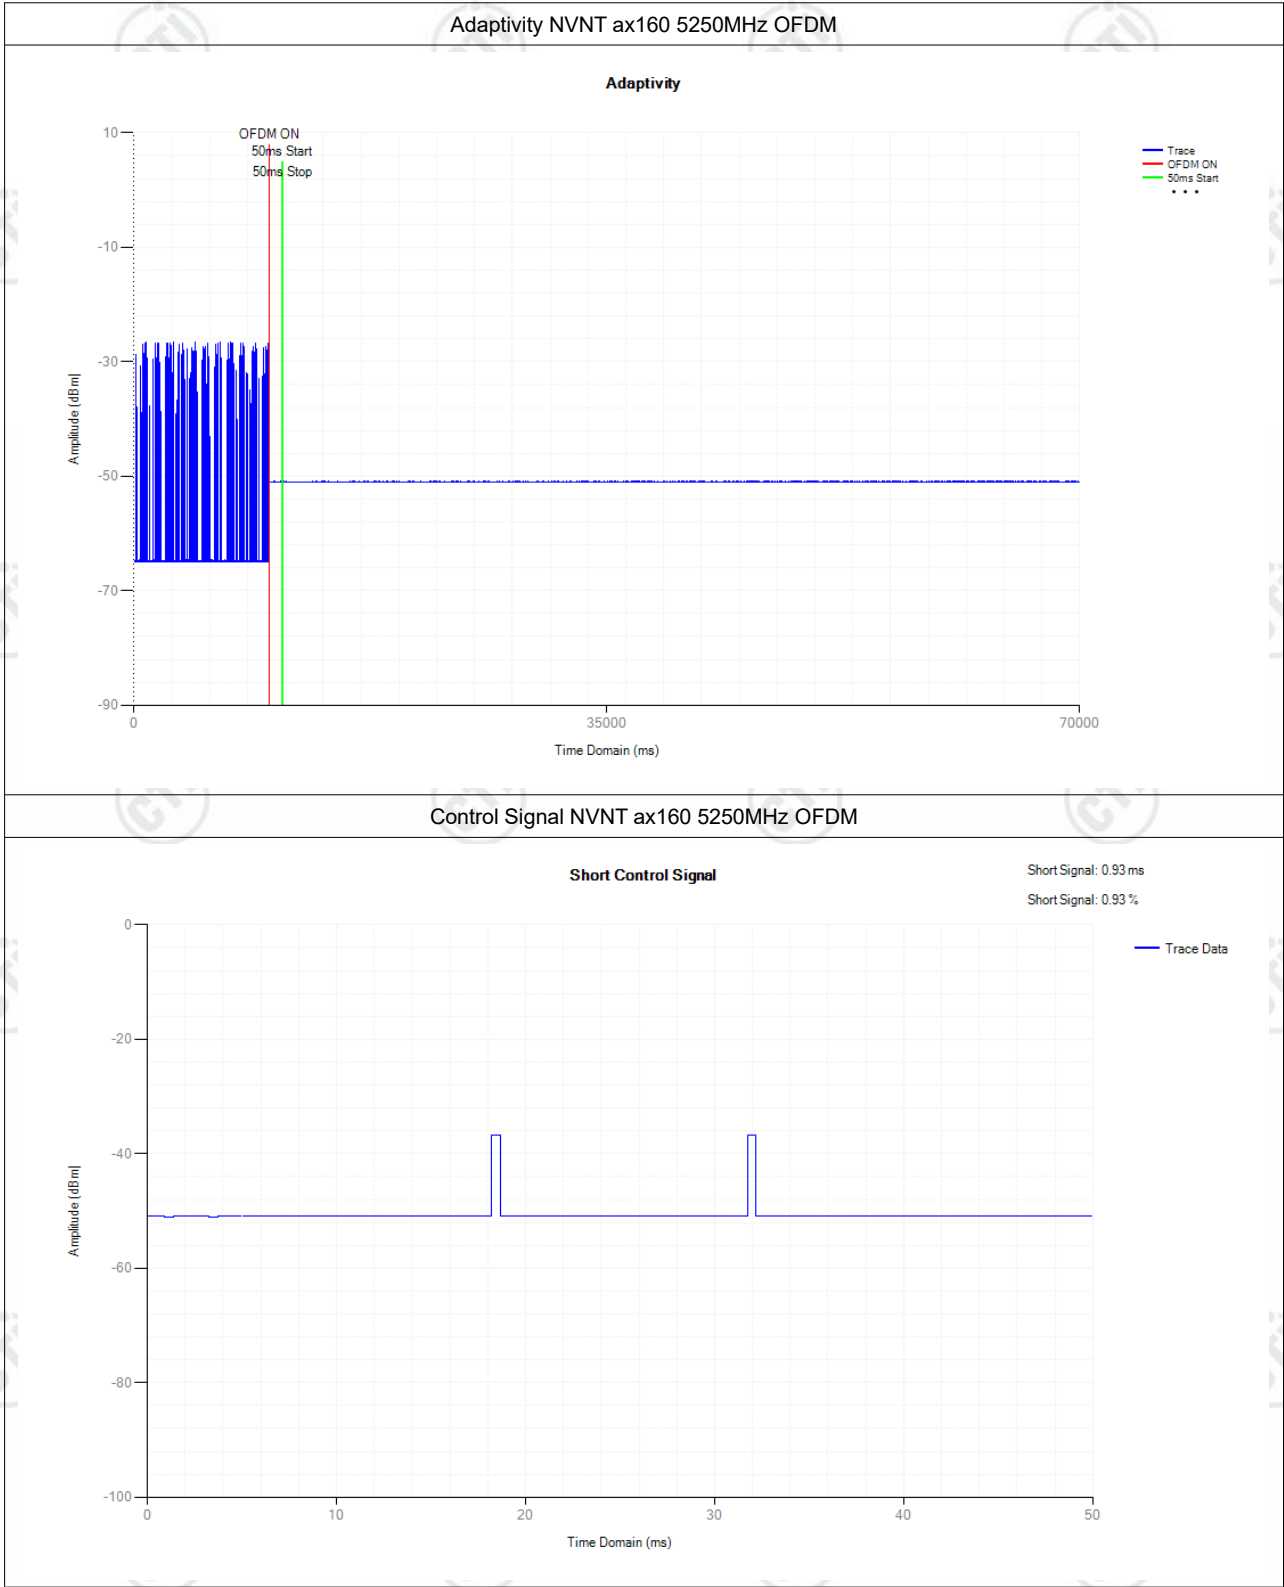 Adaptivity NVNT ax160 5250MHz OFDM
Adaptivity
OFDM ON
50ms Start
50ms Stop
Trace
OFDM ON
50ms Start
. . .
10
-10
-30
-50
-70
-90
Amplitude [dBm]
0
35000
70000
Time Domain (ms)
Control Signal NVNT ax160 5250MHz OFDM
Short Control Signal
Short Signal: 0.93 ms
Short Signal: 0.93 %
Trace Data
0
-20
-40
-60
-80
-100
Amplitude [dBm]
0
10
20
30
40
50
Time Domain (ms)